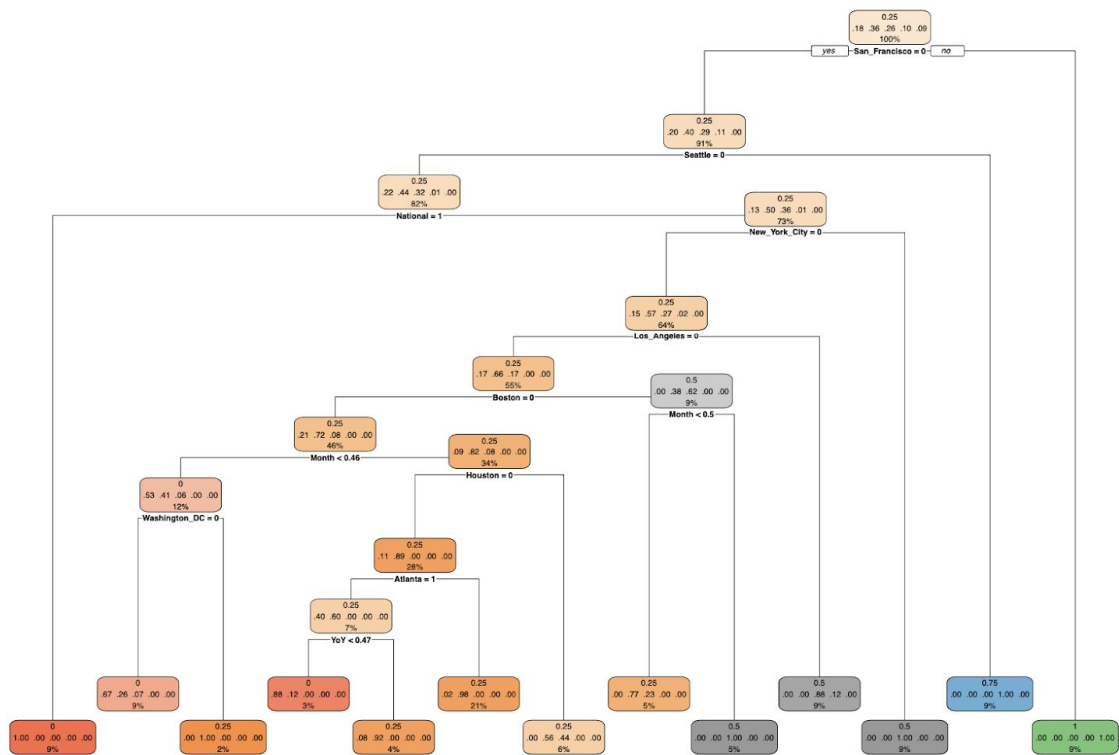 0.25
.18 .36 .26 .10 .09
100%
yes San_Francisco = 0 no
0.25
.20 .40 .29 .11 .00
91%
Seattle = 0
0.25
.22 .44 .32 .01 .00
82%
National = 1
0.25
.13 .50 .36 .01 .00
73%
New_York_City = 0
0.25
.15 .57 .27 .02 .00
64%
Los_Angeles = 0
0.25
.17 .66 .17 .00 .00
55%
Boston = 0
0.5
.00 .38 .62 .00 .00
9%
Month < 0.5
0.25
.21 .72 .08 .00 .00
46%
Month < 0.46
0.25
.09 .82 .08 .00 .00
34%
Houston = 0
0
.53 .41 .06 .00 .00
12%
Washington_DC = 0
0.25
.11 .89 .00 .00 .00
28%
Atlanta = 1
0.25
.40 .60 .00 .00 .00
7%
YoY < 0.47
0
.67 .26 .07 .00 .00
9%
0
.88 .12 .00 .00 .00
3%
0.25
.02 .98 .00 .00 .00
21%
0.25
.00 .77 .23 .00 .00
5%
0.5
.00 .00 .88 .12 .00
9%
0.75
.00 .00 .00 1.00 .00
9%
0
1.00 .00 .00 .00 .00
9%
0.25
.00 1.00 .00 .00 .00
2%
0.25
.08 .92 .00 .00 .00
4%
0.25
.00 .56 .44 .00 .00
6%
0.5
.00 .00 1.00 .00 .00
5%
0.5
.00 .00 1.00 .00 .00
9%
1
.00 .00 .00 .00 1.00
9%